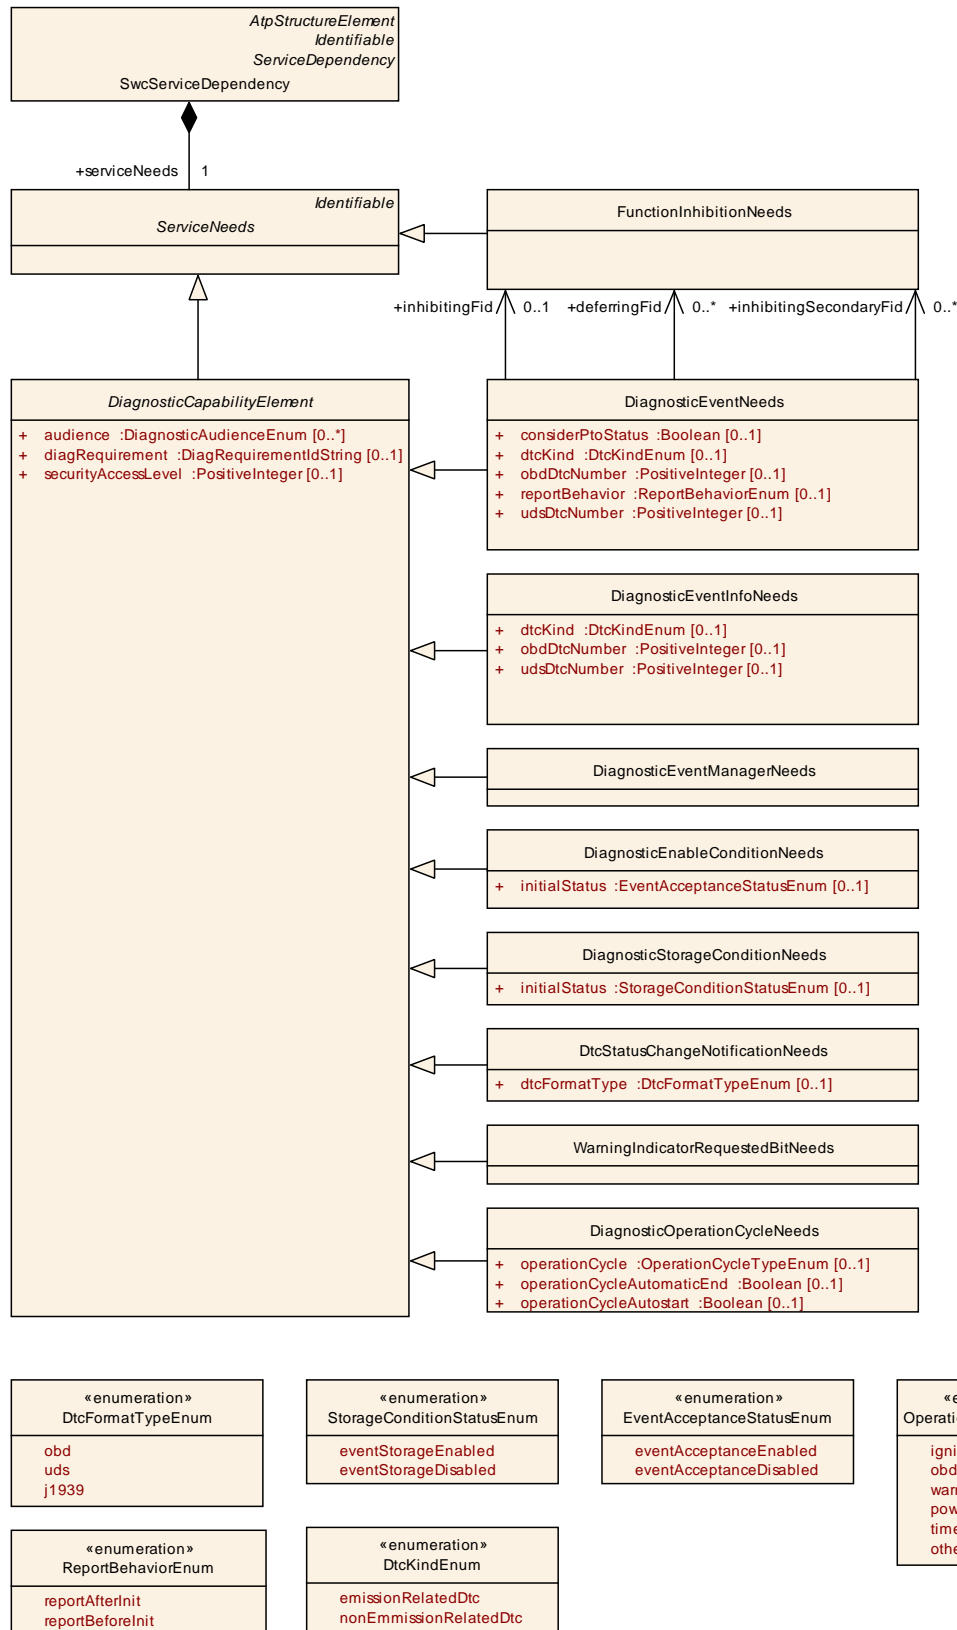 AtpStructureElement
Identifiable
ServiceDependency
SwcServiceDependency
+serviceNeeds 1
Identifiable
ServiceNeeds
FunctionInhibitionNeeds
+inhibitingFid 0..1 +deferringFid 0..* +inhibitingSecondaryFid 0..*
DiagnosticCapabilityElement
+ audience :DiagnosticAudienceEnum [0..*]
+ diagRequirement :DiagRequirementIdString [0..1]
+ securityAccessLevel :PositiveInteger [0..1]
DiagnosticEventNeeds
+ considerPtoStatus :Boolean [0..1]
+ dtcKind :DtcKindEnum [0..1]
+ obdDtcNumber :PositiveInteger [0..1]
+ reportBehavior :ReportBehaviorEnum [0..1]
+ udsDtcNumber :PositiveInteger [0..1]
DiagnosticEventInfoNeeds
+ dtcKind :DtcKindEnum [0..1]
+ obdDtcNumber :PositiveInteger [0..1]
+ udsDtcNumber :PositiveInteger [0..1]
DiagnosticEventManagerNeeds
DiagnosticEnableConditionNeeds
+ initialStatus :EventAcceptanceStatusEnum [0..1]
DiagnosticStorageConditionNeeds
+ initialStatus :StorageConditionStatusEnum [0..1]
DtcStatusChangeNotificationNeeds
+ dtcFormatType :DtcFormatTypeEnum [0..1]
WarningIndicatorRequestedBitNeeds
DiagnosticOperationCycleNeeds
+ operationCycle :OperationCycleTypeEnum [0..1]
+ operationCycleAutomaticEnd :Boolean [0..1]
+ operationCycleAutostart :Boolean [0..1]
«enumeration»
DtcFormatTypeEnum
obd
uds
j1939
«enumeration»
StorageConditionStatusEnum
eventStorageEnabled
eventStorageDisabled
«enumeration»
EventAcceptanceStatusEnum
eventAcceptanceEnabled
eventAcceptanceDisabled
«enumeration»
ReportBehaviorEnum
reportAfterInit
reportBeforeInit
«enumeration»
DtcKindEnum
emissionRelatedDtc
nonEmmissionRelatedDtc